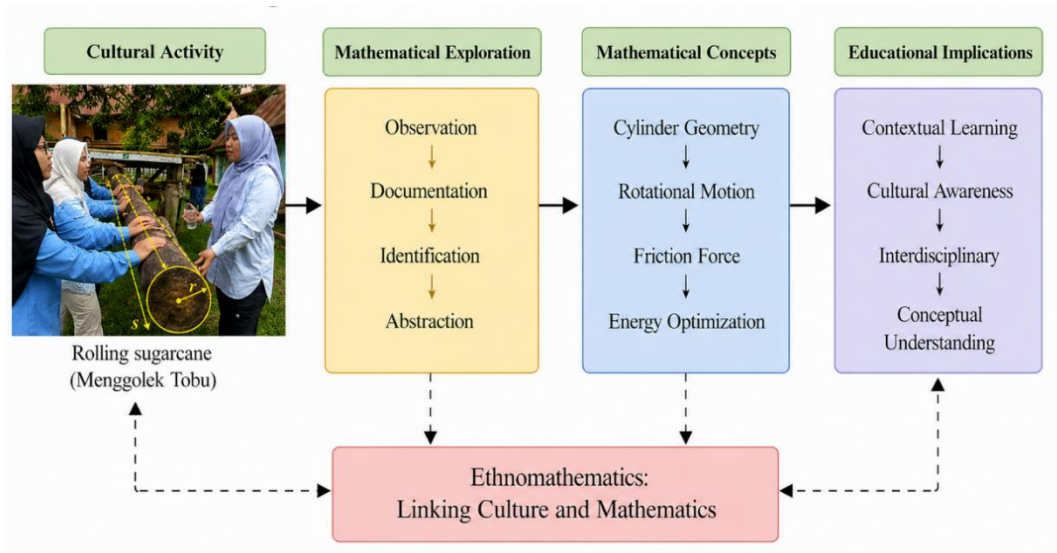 Cultural Activity
Mathematical Exploration
Mathematical Concepts
Educational Implications
r
s
Rolling sugarcane
(Menggolek Tobu)
Observation
Documentation
Identification
Abstraction
Cylinder Geometry
Rotational Motion
Friction Force
Energy Optimization
Contextual Learning
Cultural Awareness
Interdisciplinary
Conceptual
Understanding
Ethnomathematics:
Linking Culture and Mathematics